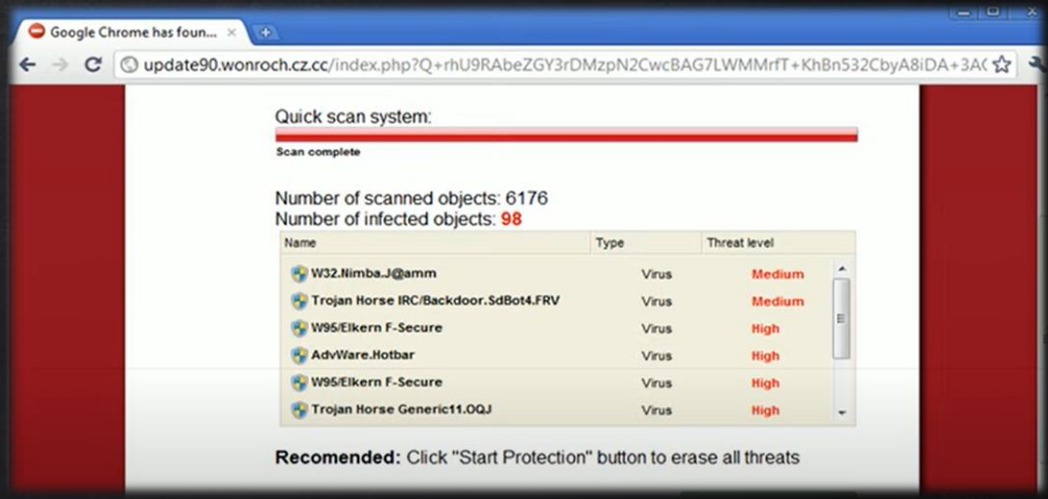 Google Chrome has foun...
update90.wonroch.cz.cc/index.php?Q+rhU9RAbeZGY3rDMzpN2CwcBAG7LWMMrfT+KhBn532CbyA8iDA+3A(
Quick scan system:
Scan complete
Number of scanned objects: 6176
Number of infected objects: 98
Name Type Threat level
W32.Nimba.J@amm Virus Medium
Trojan Horse IRC/Backdoor.SdBot4.FRV Virus Medium
W95/Elkern F-Secure Virus High
AdvWare.Hotbar Virus High
W95/Elkern F-Secure Virus High
Trojan Horse Generic11.OQJ Virus High
Recomended: Click "Start Protection" button to erase all threats